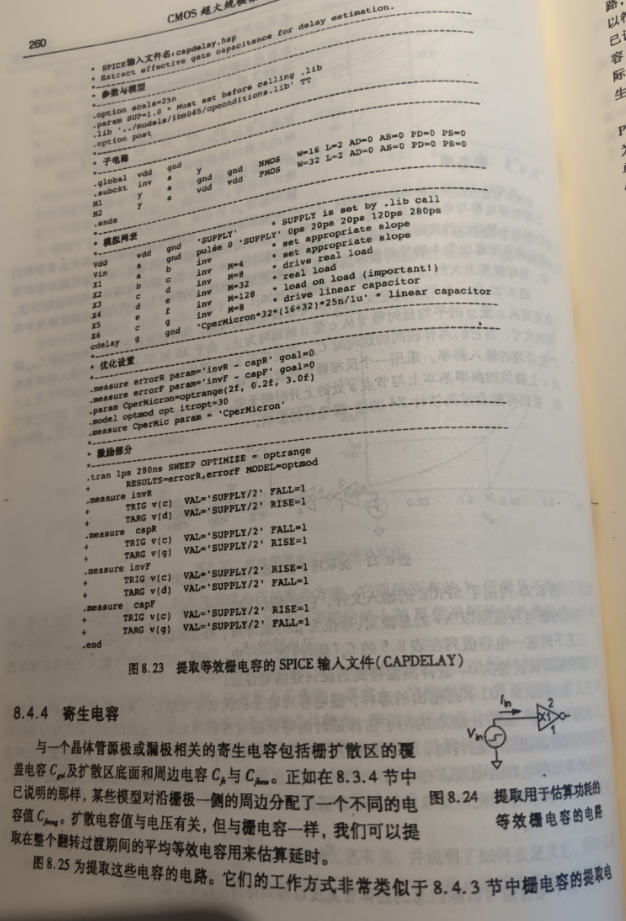 260
CMOS 超大规模
* SPICE输入文件名:capdelay.hsp
* Extract effective gate capacitance for delay estimation.
*----------
* 参数与模型
*----------
.option scale=25n
.param SUP=1.0 * Must set before calling .lib
.lib '../models/ibm065/opconditions.lib' TT
.option post
*----------
* 子电路
*----------
.global vdd gnd
.subckt inv a y
M1 y a gnd gnd NMOS W=16 L=2 AD=0 AS=0 PD=0 PS=0
M2 y a vdd vdd PMOS W=32 L=2 AD=0 AS=0 PD=0 PS=0
.ends
*----------
* 模拟网表
*----------
Vdd vdd gnd 'SUPPLY' * SUPPLY is set by .lib call
Vin a gnd pulse 0 'SUPPLY' 0ps 20ps 20ps 120ps 280ps
X1 a b inv * set appropriate slope
X2 b c inv M=4 * set appropriate slope
X3 c d inv M=8 * drive real load
X4 d e inv M=32 * real load
X5 e f inv M=128 * load on load (important!)
X6 c g inv M=8 * drive linear capacitor
cdelay g gnd 'CperMicron*32*(16+32)*25n/1u' * linear capacitor
*----------
* 优化设置
*----------
.measure errorR param='invR - capR' goal=0
.measure errorF param='invF - capF' goal=0
.param CperMicron=optrange(2f, 0.2f, 3.0f)
.model optmod opt itropt=30
.measure CperMic param = 'CperMicron'
*----------
* 激励部分
*----------
.tran 1ps 280ns SWEEP OPTIMIZE = optrange
+ RESULTS=errorR,errorF MODEL=optmod
.measure invR
+ TRIG v(c) VAL='SUPPLY/2' FALL=1
+ TARG v(d) VAL='SUPPLY/2' RISE=1
.measure capR
+ TRIG v(c) VAL='SUPPLY/2' FALL=1
+ TARG v(g) VAL='SUPPLY/2' RISE=1
.measure invF
+ TRIG v(c) VAL='SUPPLY/2' RISE=1
+ TARG v(d) VAL='SUPPLY/2' FALL=1
.measure capF
+ TRIG v(c) VAL='SUPPLY/2' RISE=1
+ TARG v(g) VAL='SUPPLY/2' FALL=1
.end
图 8.23 提取等效栅电容的 SPICE 输入文件(CAPDELAY)
8.4.4 寄生电容
与一个晶体管源极或漏极相关的寄生电容包括栅扩散区的覆
盖电容 Cgol及扩散区底面和周边电容 Cjb与 Cjbsw。正如在 8.3.4 节中
已说明的那样，某些模型对沿栅极一侧的周边分配了一个不同的电
容值 Cjbswg。扩散电容值与电压有关，但与栅电容一样，我们可以提
取在整个翻转过渡期间的平均等效电容用来估算延时。
图 8.25 为提取这些电容的电路。它们的工作方式非常类似于 8.4.3 节中栅电容的提取电
Iin
Vin
X1
2
1
图 8.24 提取用于估算功耗的
等效栅电容的电路